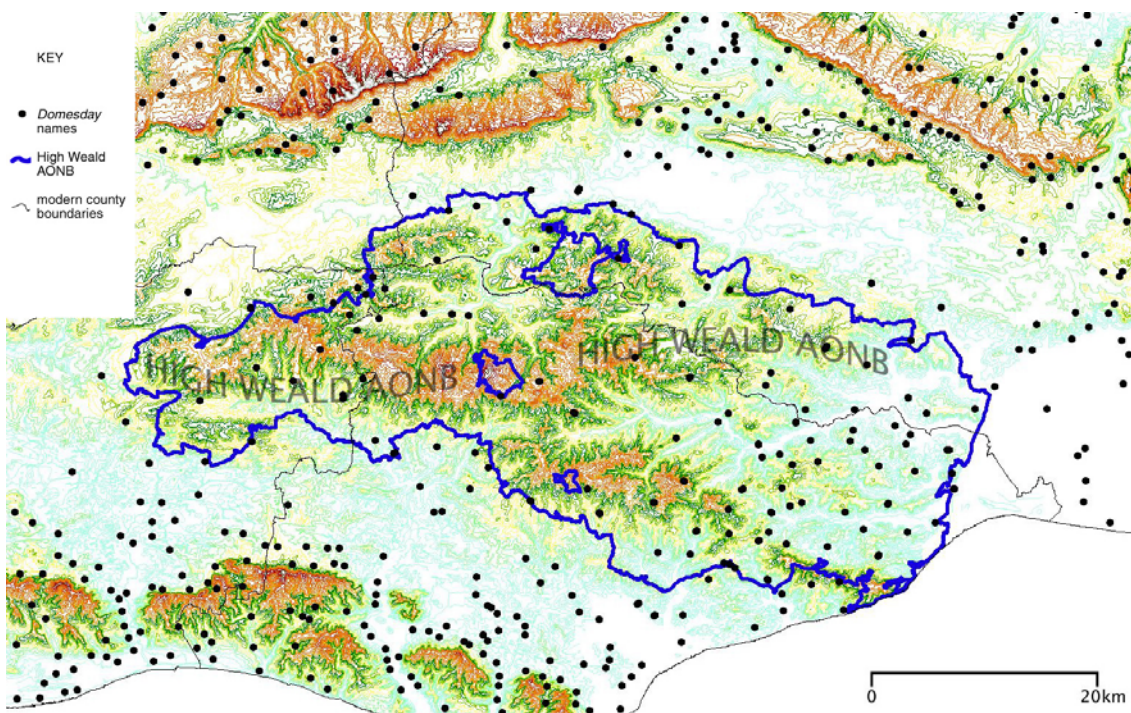 KEY
Domesday
names
High Weald
AONB
modern county
boundaries
HIGH WEALD AONB
HIGH WEALD AONB
0
20km